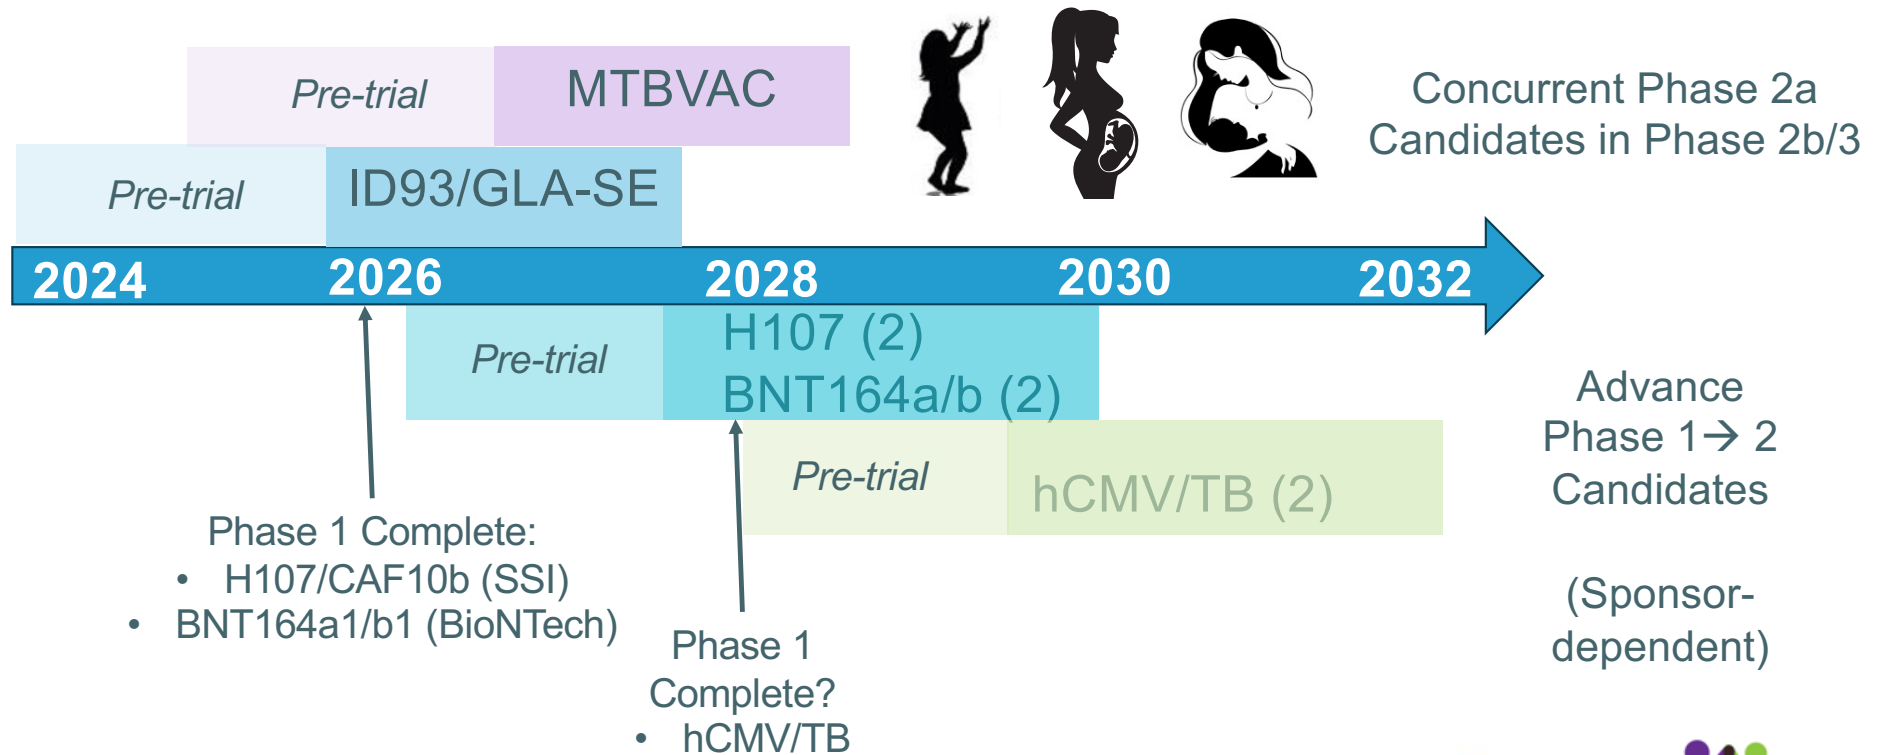 Pre-trial
MTBVAC
Concurrent Phase 2a
Candidates in Phase 2b/3
Pre-trial
ID93/GLA-SE
2024
2026
2028
2030
2032
Pre-trial
H107 (2)
BNT164a/b (2)
Pre-trial
hCMV/TB (2)
Advance
Phase 1→ 2
Candidates
(Sponsor-
dependent)
Phase 1 Complete:
• H107/CAF10b (SSI)
• BNT164a1/b1 (BioNTech)
Phase 1
Complete?
• hCMV/TB